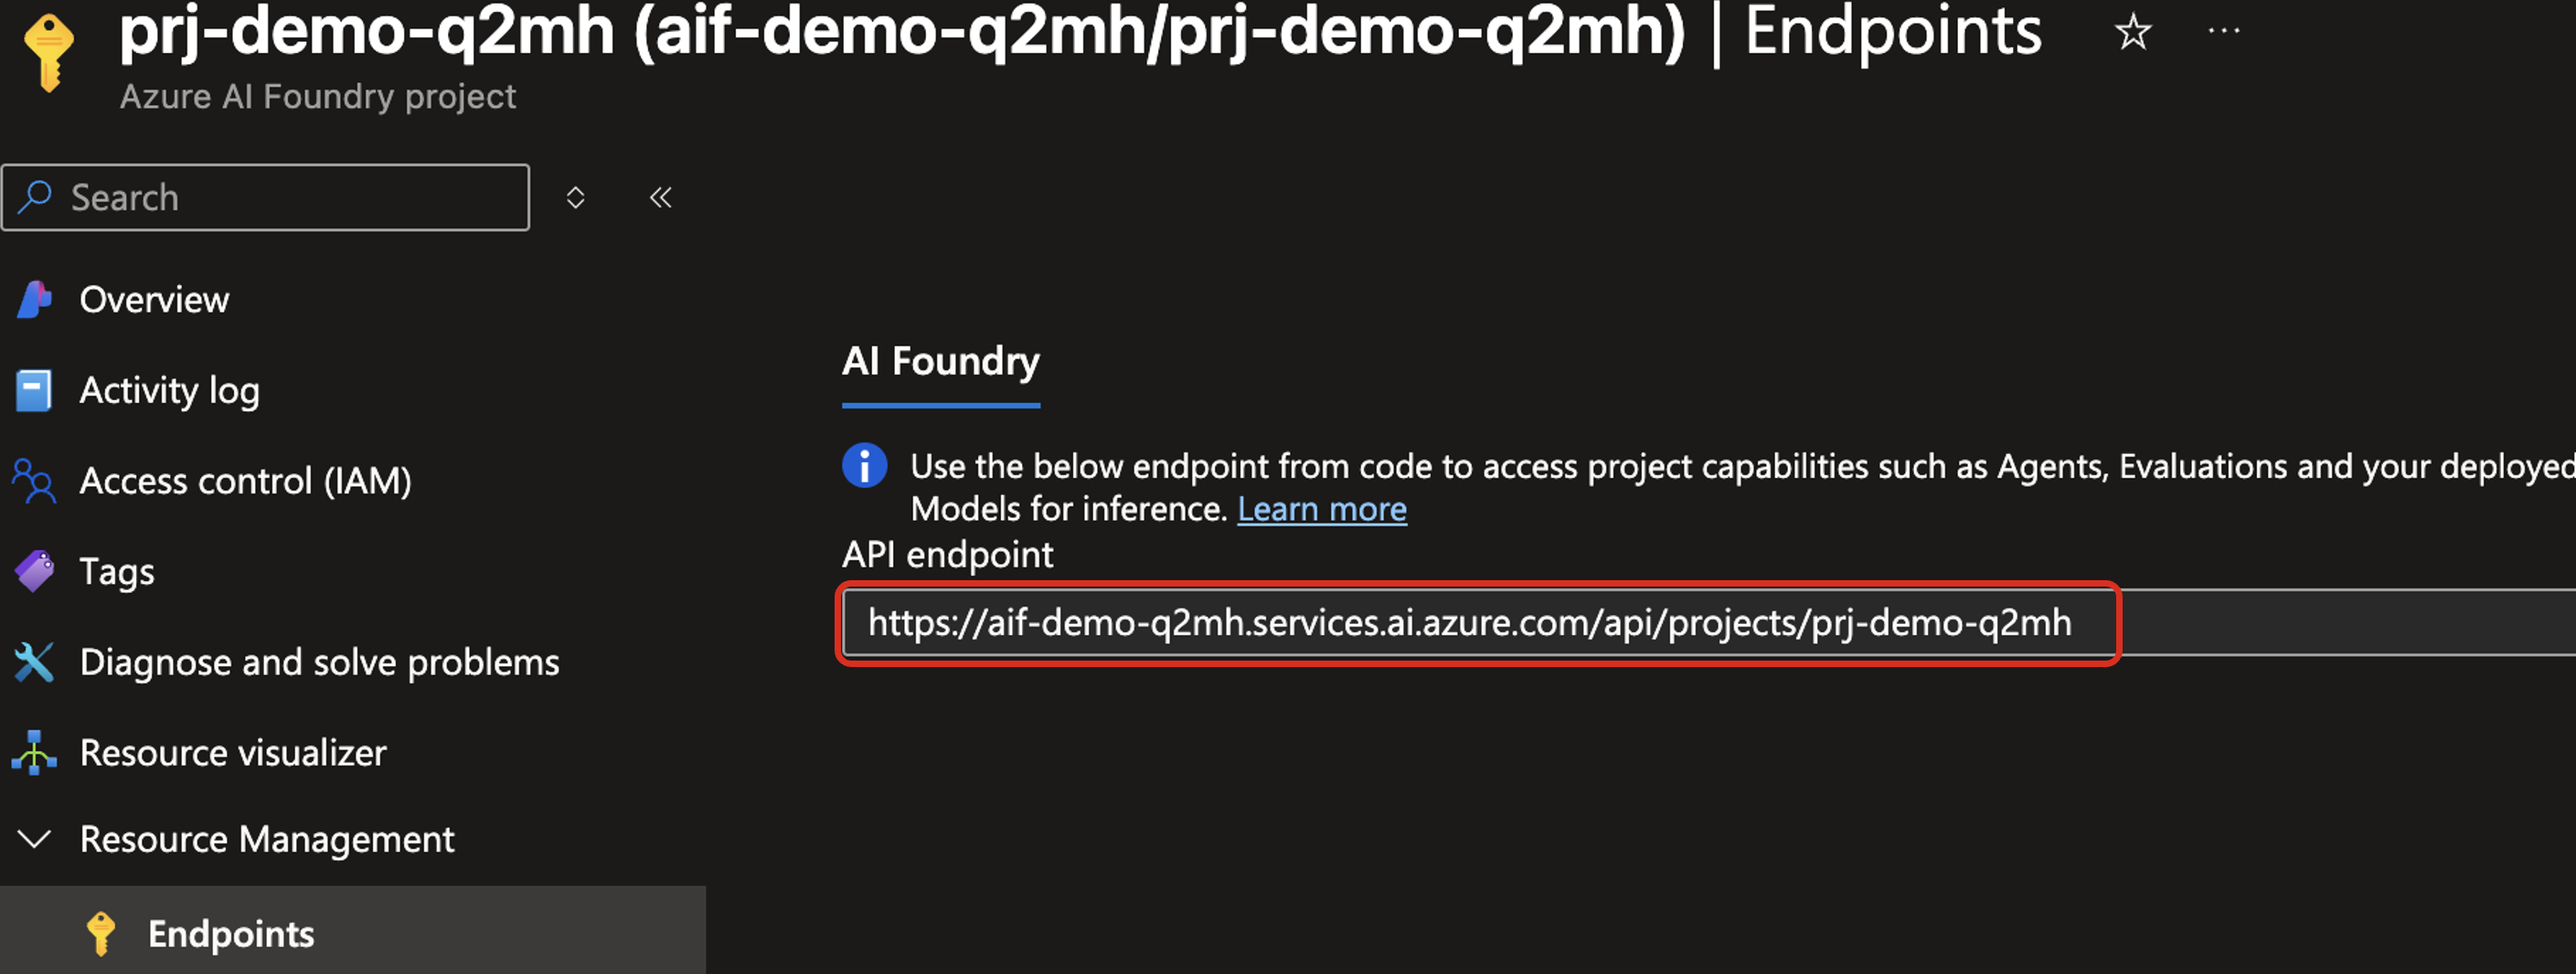 prj-demo-q2mh (aif-demo-q2mh/prj-demo-q2mh) | Endpoints
Azure AI Foundry project
Search
Overview
Activity log
Access control (IAM)
Tags
Diagnose and solve problems
Resource visualizer
Resource Management
Endpoints
AI Foundry
Use the below endpoint from code to access project capabilities such as Agents, Evaluations and your deployed
Models for inference. Learn more
API endpoint
https://aif-demo-q2mh.services.ai.azure.com/api/projects/prj-demo-q2mh